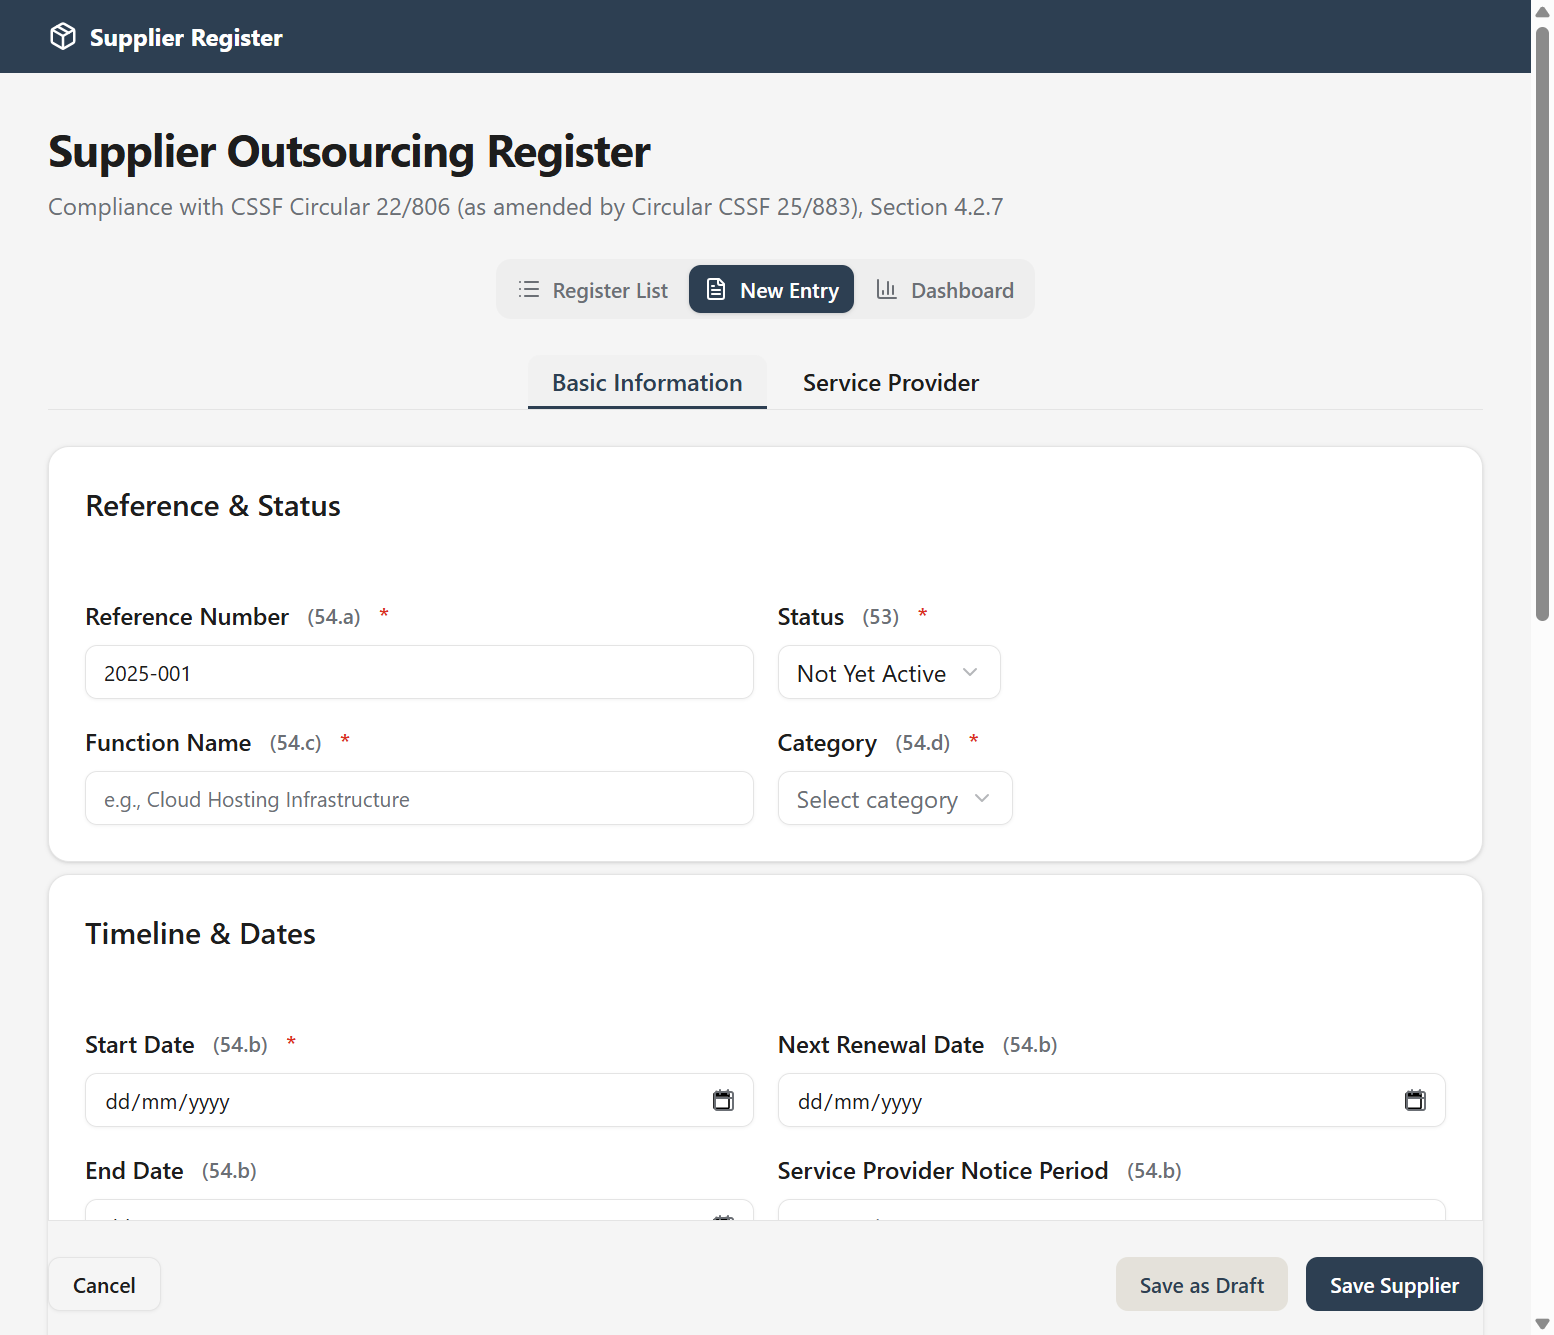 Supplier Register
Supplier Outsourcing Register
Compliance with CSSF Circular 22/806 (as amended by Circular CSSF 25/883), Section 4.2.7
Register List
New Entry
Dashboard
Basic Information
Service Provider
Reference & Status
Reference Number (54.a) *
Status (53) *
2025-001
Not Yet Active
Function Name (54.c) *
Category (54.d) *
e.g., Cloud Hosting Infrastructure
Select category
Timeline & Dates
Start Date (54.b) *
Next Renewal Date (54.b)
dd/mm/yyyy
dd/mm/yyyy
End Date (54.b)
Service Provider Notice Period (54.b)
Cancel
Save as Draft
Save Supplier